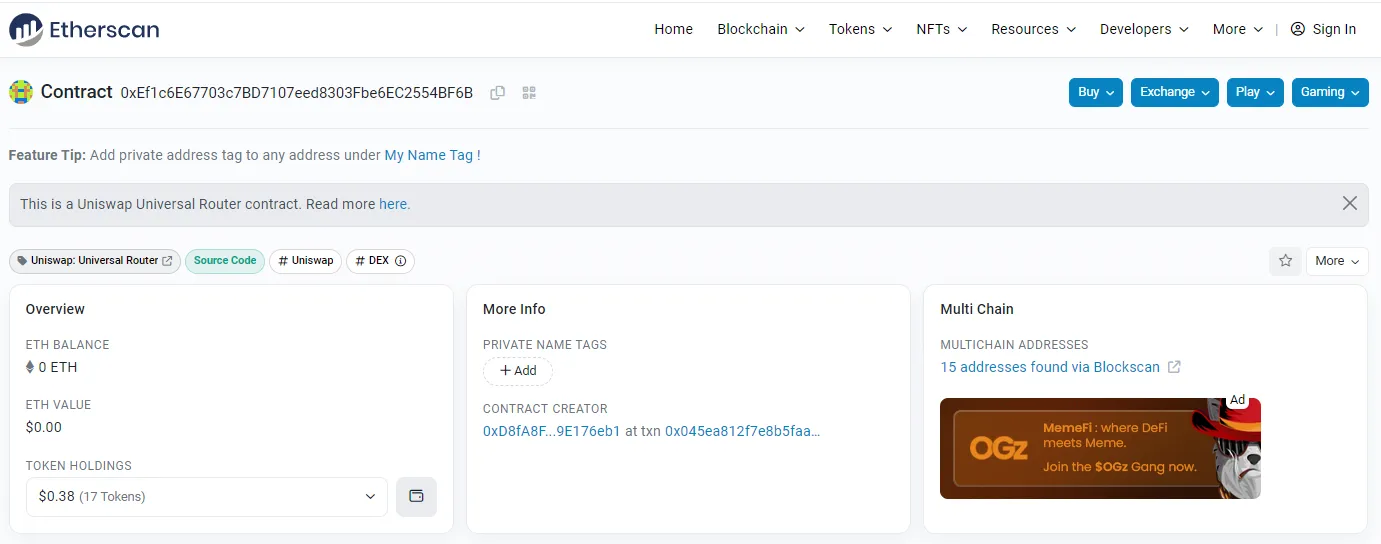 Etherscan
Home Blockchain Tokens NFTs Resources Developers More | Sign In
Contract 0xEf1c6E67703c7BD7107eed8303Fbe6EC2554BF6B
Buy Exchange Play Gaming
Feature Tip: Add private address tag to any address under My Name Tag !
This is a Uniswap Universal Router contract. Read more here.
Uniswap: Universal Router Source Code # Uniswap # DEX
More
Overview
ETH BALANCE
0 ETH
ETH VALUE
$0.00
TOKEN HOLDINGS
$0.38 (17 Tokens)
More Info
PRIVATE NAME TAGS
+ Add
CONTRACT CREATOR
0xD8fA8F...9E176eb1 at txn 0x045ea812f7e8b5faa...
Multi Chain
MULTICHAIN ADDRESSES
15 addresses found via Blockscan
Ad
OGz
MemeFi : where DeFi
meets Meme.
Join the $OGz Gang now.